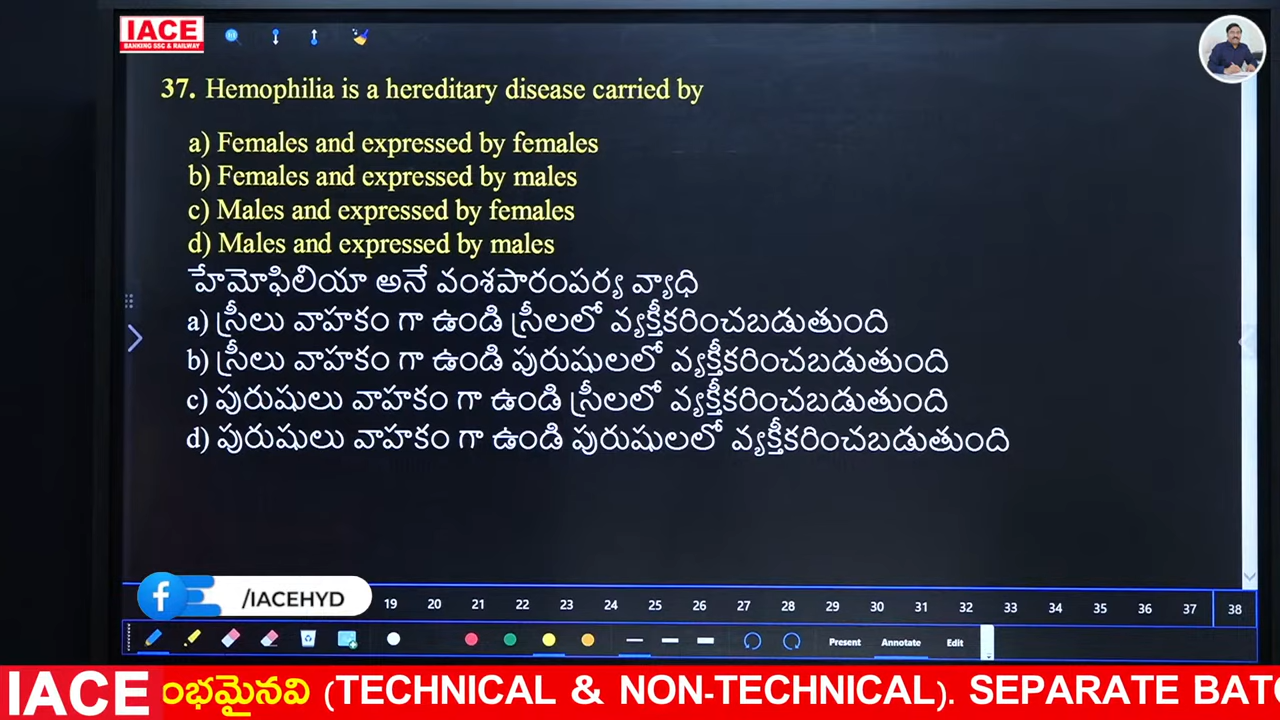 IACE
BANKING SSC & RAILWAY
37. Hemophilia is a hereditary disease carried by
a) Females and expressed by females
b) Females and expressed by males
c) Males and expressed by females
d) Males and expressed by males
హేమోఫిలియా అనే వంశపారంపర్య వ్యాధి
a) స్త్రీలు వాహకం గా ఉండి స్త్రీలలో వ్యక్తీకరించబడుతుంది
b) స్త్రీలు వాహకం గా ఉండి పురుషులలో వ్యక్తీకరించబడుతుంది
c) పురుషులు వాహకం గా ఉండి స్త్రీలలో వ్యక్తీకరించబడుతుంది
d) పురుషులు వాహకం గా ఉండి పురుషులలో వ్యక్తీకరించబడుతుంది
f /IACEHYD 19 20 21 22 23 24 25 26 27 28 29 30 31 32 33 34 35 36 37 38
Present Annotate Edit
IACE ంభమైనవి (TECHNICAL & NON-TECHNICAL). SEPARATE BATC